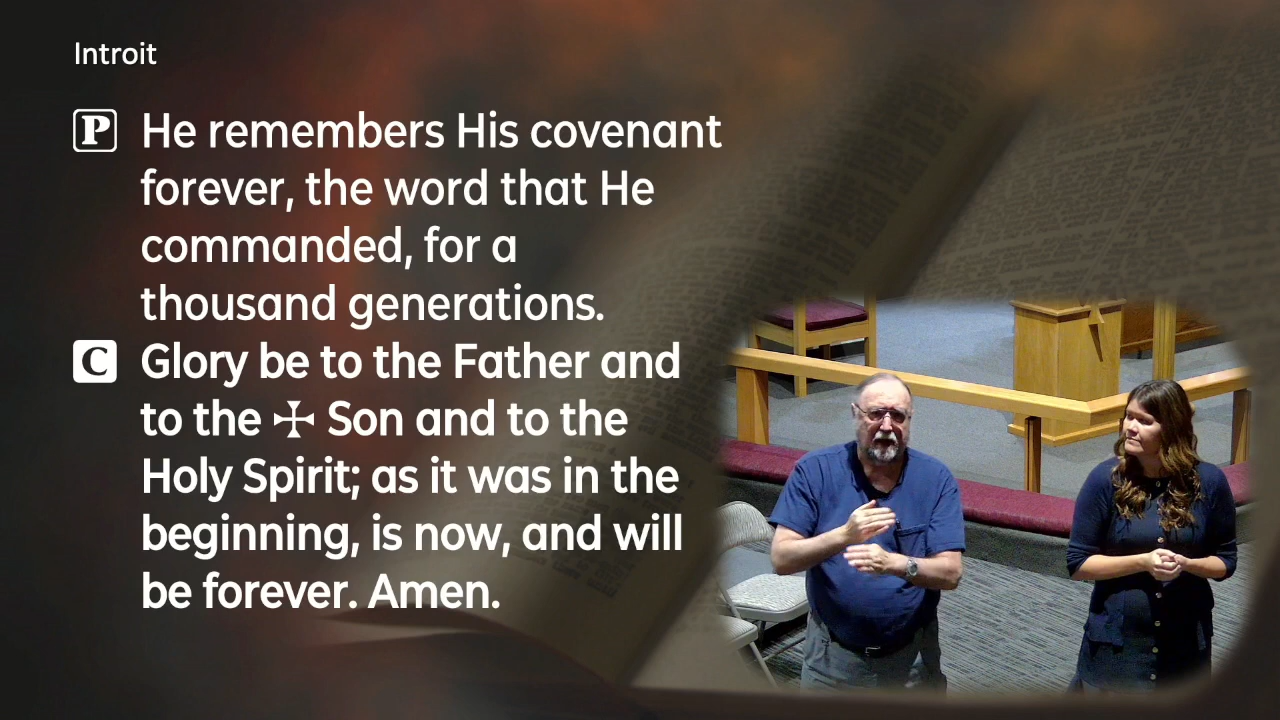 Introit
P He remembers His covenant
forever, the word that He
commanded, for a
thousand generations.
C Glory be to the Father and
to the ☩ Son and to the
Holy Spirit; as it was in the
beginning, is now, and will
be forever. Amen.